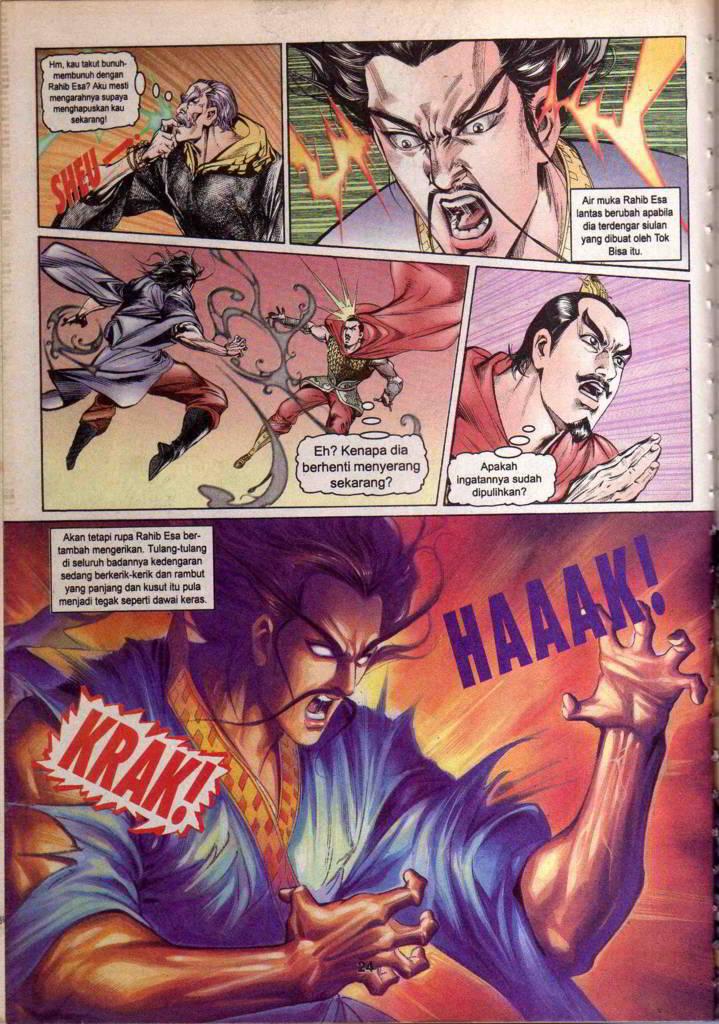 Hm, kau takut bunuh-
membunuh dengan
Rahib Esa? Aku mesti
mengarahnya supaya
menghapuskan kau
sekarang!
SHEU
Air muka Rahib Esa
lantas berubah apabila
dia terdengar siulan
yang dibuat oleh Tok
Bisa itu.
Eh? Kenapa dia
berhenti menyerang
sekarang?
Apakah
ingatannya sudah
dipulihkan?
Akan tetapi rupa Rahib Esa ber-
tambah mengerikan. Tulang-tulang
di seluruh badannya kedengaran
sedang berkerik-kerik dan rambut
yang panjang dan kusut itu pula
menjadi tegak seperti dawai keras.
HAAAK!
KRAK!
24